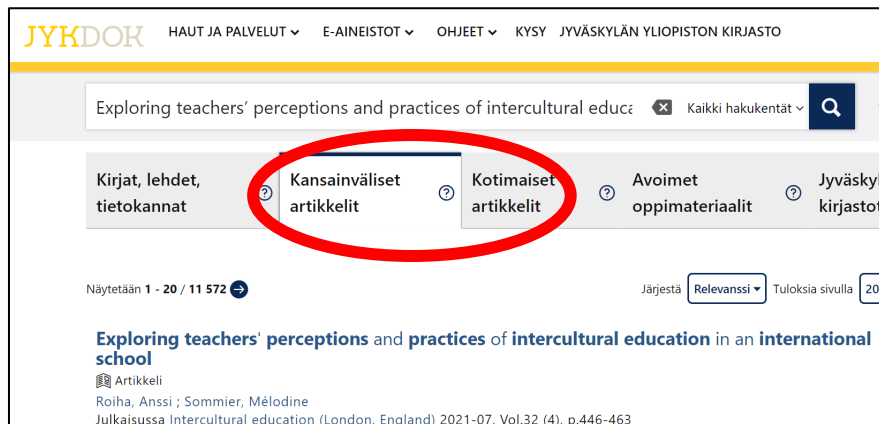 JYKDOK HAUT JA PALVELUT E-AINEISTOT OHJEET KYSY JYVÄSKYLÄN YLIOPISTON KIRJASTO
Exploring teachers' perceptions and practices of intercultural Kaikki hakukentät
Kirjat, lehdet, tietokannat
Kansainväliset artikkelit
Kotimaiset artikkelit
Avoimet oppimateriaalit
Näytetään 1 - 20 / 11 572 Järjestä Relevanssi Tuloksia sivulla 20
Exploring teachers' perceptions and practices of intercultural education in an international
school
Artikkeli
Roiha, Anssi ; Sommier, Mélodine
Julkaisussa Intercultural education (London, England) 2021-07, Vol.32 (4), p.446-463